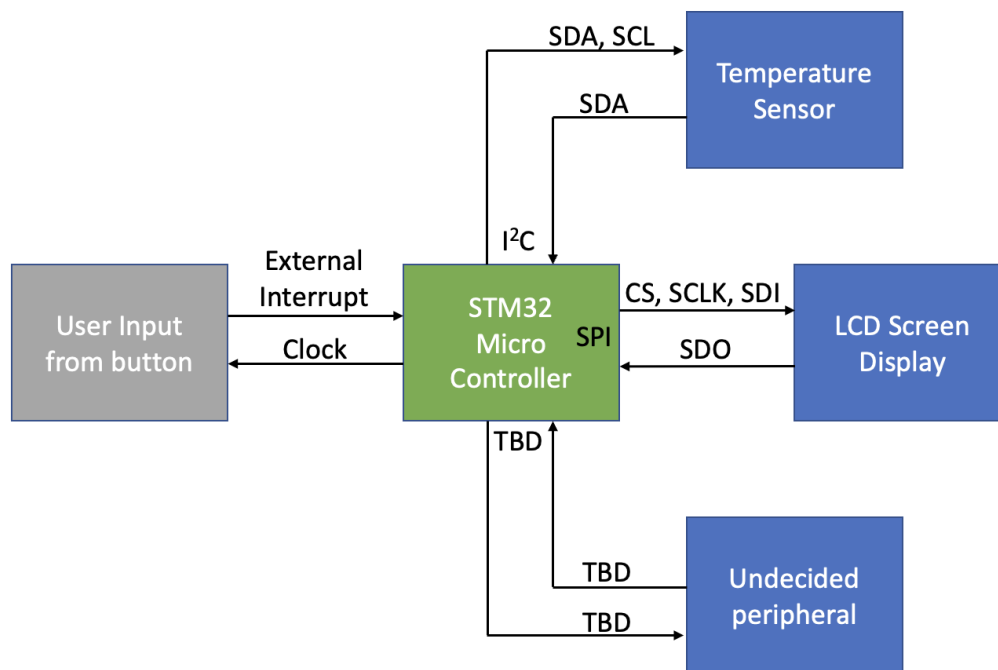 SDA, SCL
Temperature
Sensor
SDA
I²C
External
Interrupt
User Input
from button
Clock
STM32
Micro
Controller
SPI
CS, SCLK, SDI
SDO
LCD Screen
Display
TBD
TBD
TBD
Undecided
peripheral